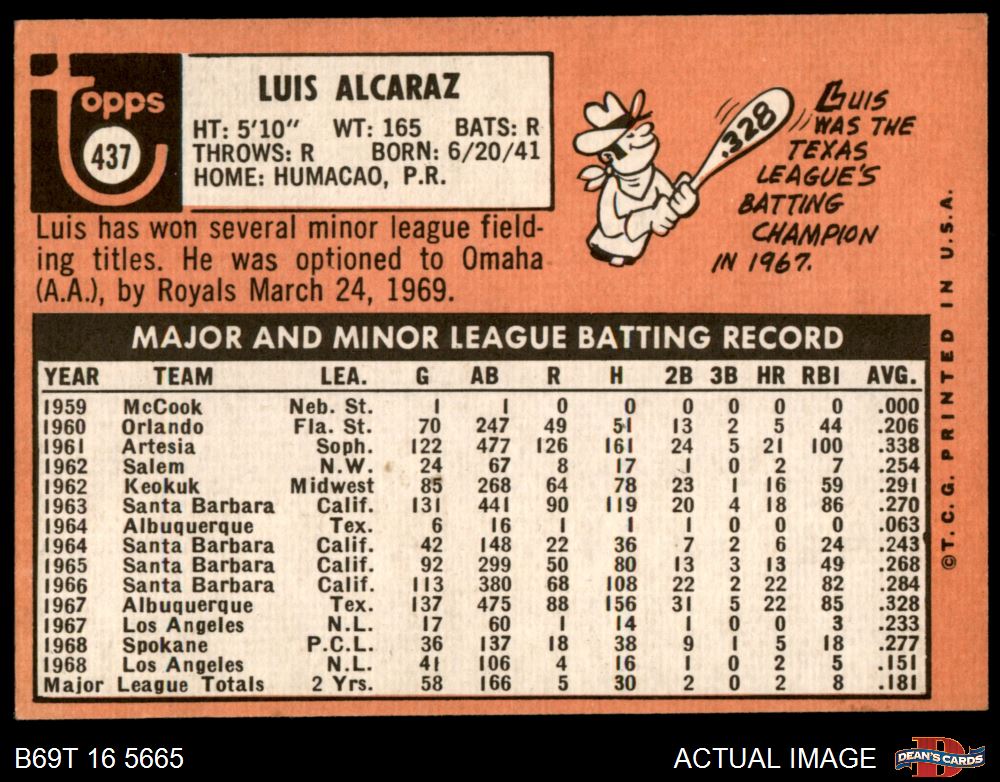 Topps
437
LUIS ALCARAZ
HT: 5'10" WT: 165 BATS: R
THROWS: R BORN: 6/20/41
HOME: HUMACAO, P.R.
.328
LUIS
WAS THE
TEXAS
LEAGUE'S
BATTING
CHAMPION
IN 1967.
Luis has won several minor league field-
ing titles. He was optioned to Omaha
(A.A.), by Royals March 24, 1969.
MAJOR AND MINOR LEAGUE BATTING RECORD
YEAR TEAM LEA. G AB R H 2B 3B HR RBI AVG.
1959 McCook Neb. St. 1 1 0 0 0 0 0 0 .000
1960 Orlando Fla. St. 70 247 49 51 13 2 5 44 .206
1961 Artesia Soph. 122 477 126 161 24 5 21 100 .338
1962 Salem N.W. 24 67 8 17 1 0 2 7 .254
1962 Keokuk Midwest 85 268 64 78 23 1 16 59 .291
1963 Santa Barbara Calif. 131 441 90 119 20 4 18 86 .270
1964 Albuquerque Tex. 6 16 1 1 1 0 0 0 .063
1964 Santa Barbara Calif. 42 148 22 36 7 2 6 24 .243
1965 Santa Barbara Calif. 92 299 50 80 13 3 13 49 .268
1966 Santa Barbara Calif. 113 380 68 108 22 2 22 82 .284
1967 Albuquerque Tex. 137 475 88 156 31 5 22 85 .328
1967 Los Angeles N.L. 17 60 1 14 1 0 0 3 .233
1968 Spokane P.C.L. 36 137 18 38 9 1 5 18 .277
1968 Los Angeles N.L. 41 106 4 16 1 0 2 5 .151
Major League Totals 2 Yrs. 58 166 5 30 2 0 2 8 .181
©T. C. G. PRINTED IN U.S.A.
B69T 16 5665
ACTUAL IMAGE
D
DEAN'S CARDS